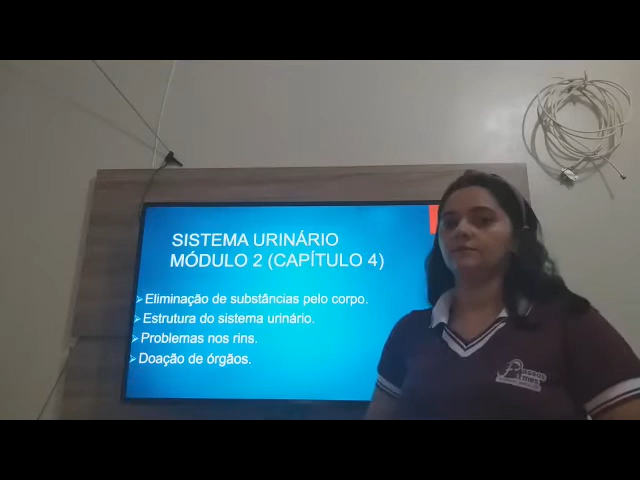 SISTEMA URINÁRIO
MÓDULO 2 (CAPÍTULO 4)
Eliminação de substâncias pelo corpo.
Estrutura do sistema urinário.
Problemas nos rins.
Doação de órgãos.